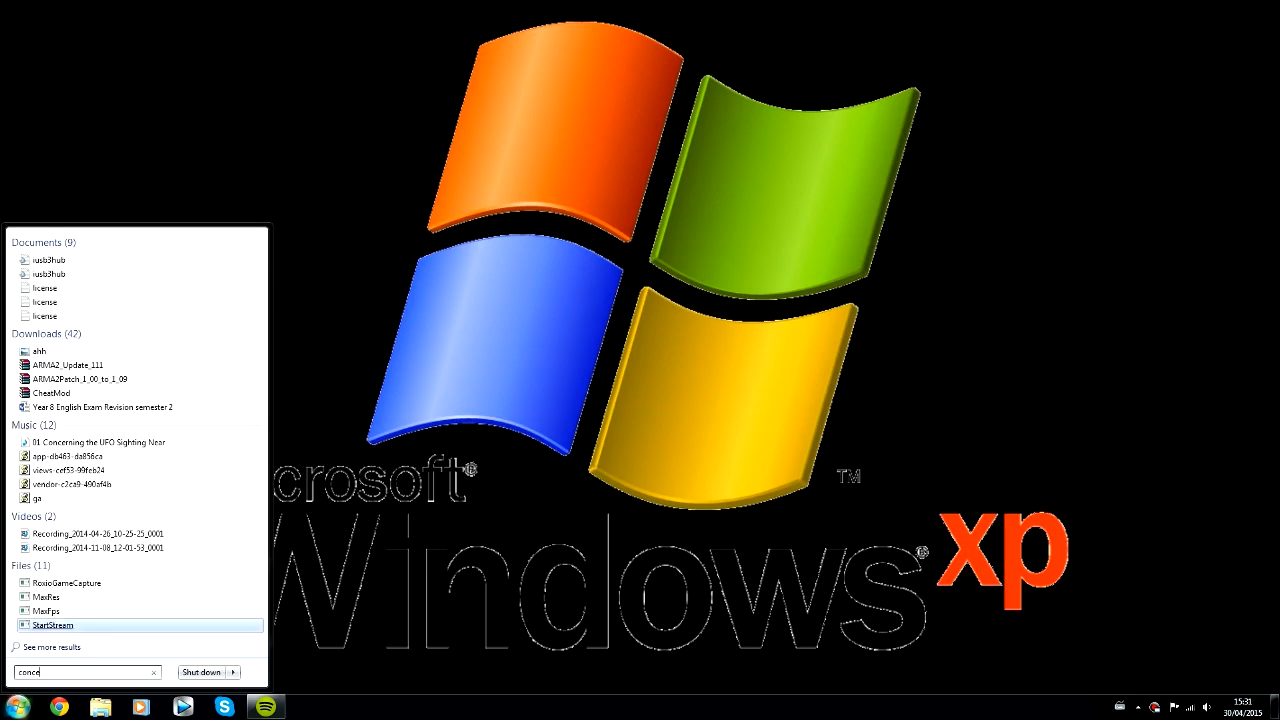 Documents (9)
iusb3hub
iusb3hub
license
license
license
Downloads (42)
ahh
ARMA2_Update_111
ARMA2Patch_1_00_to_1_09
CheatMod
Year 8 English Exam Revision semester 2
Music (12)
01 Concerning the UFO Sighting Near
app-db463-da856ca
views-cef53-99feb24
vendor-c2ca9-490af4b
ga
Videos (2)
Recording_2014-04-26_10-25-25_0001
Recording_2014-11-08_12-01-53_0001
Files (11)
RoxioGameCapture
MaxRes
MaxFps
StartStream
See more results
conce
Shut down
crosoft®
Windows® xp
TM
15:31
30/04/2015